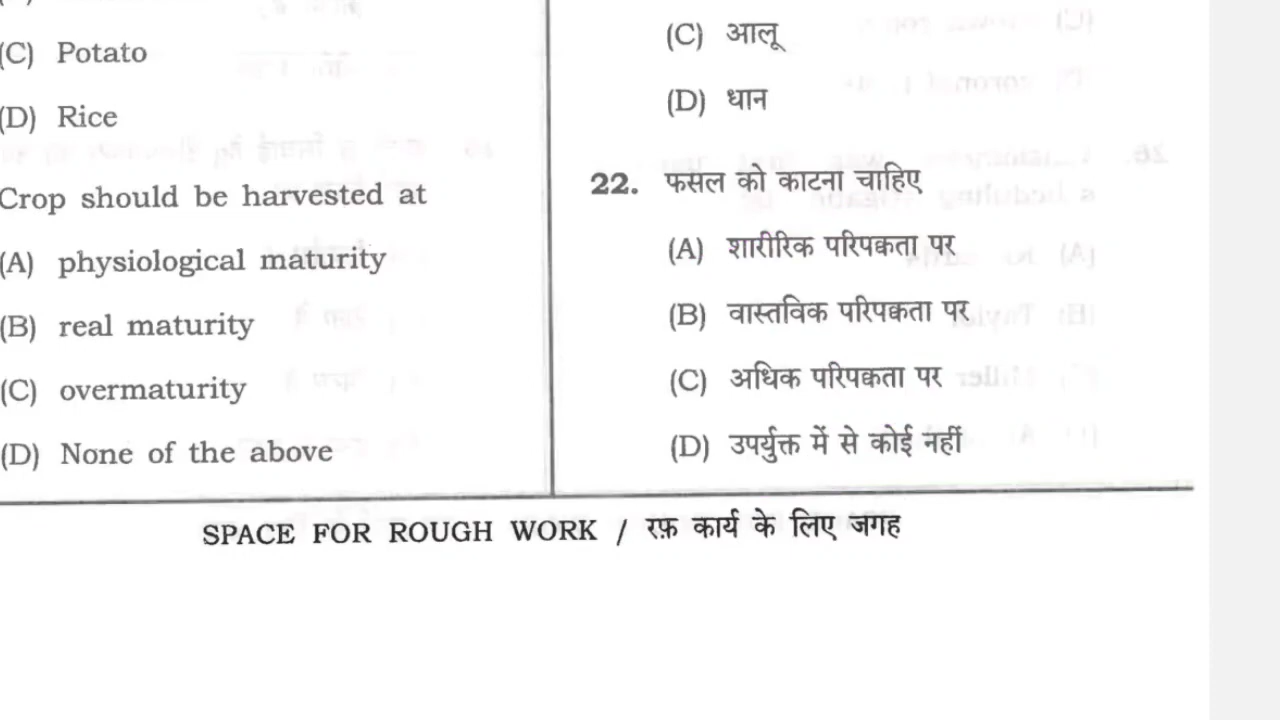 (C) Potato
(D) Rice
Crop should be harvested at
(A) physiological maturity
(B) real maturity
(C) overmaturity
(D) None of the above
(C) आलू
(D) धान
22. फसल को काटना चाहिए
(A) शारीरिक परिपक्वता पर
(B) वास्तविक परिपक्वता पर
(C) अधिक परिपक्वता पर
(D) उपर्युक्त में से कोई नहीं
SPACE FOR ROUGH WORK / रफ़ कार्य के लिए जगह